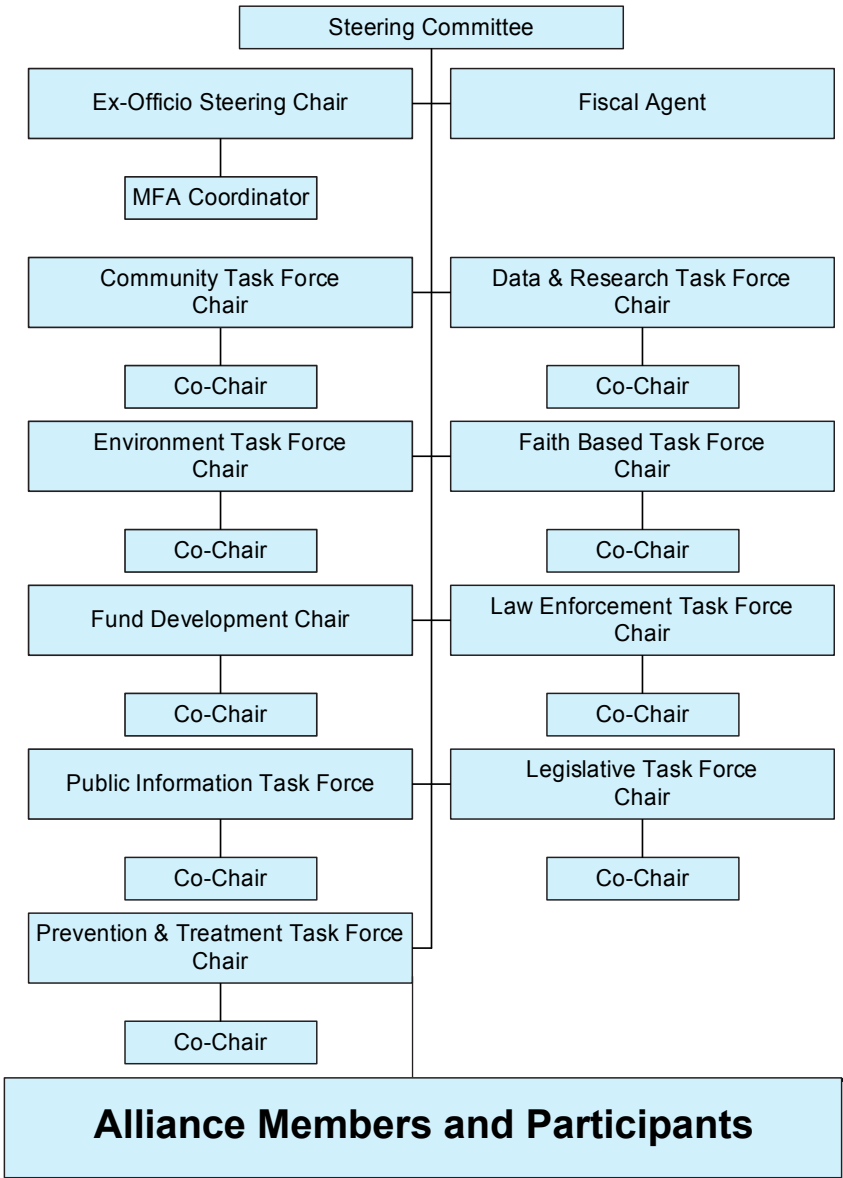 Steering Committee
Ex-Officio Steering Chair
Fiscal Agent
MFA Coordinator
Community Task Force
Chair
Data & Research Task Force
Chair
Co-Chair
Co-Chair
Environment Task Force
Chair
Faith Based Task Force
Chair
Co-Chair
Co-Chair
Fund Development Chair
Law Enforcement Task Force
Chair
Co-Chair
Co-Chair
Public Information Task Force
Legislative Task Force
Chair
Co-Chair
Co-Chair
Prevention & Treatment Task Force
Chair
Co-Chair
Alliance Members and Participants